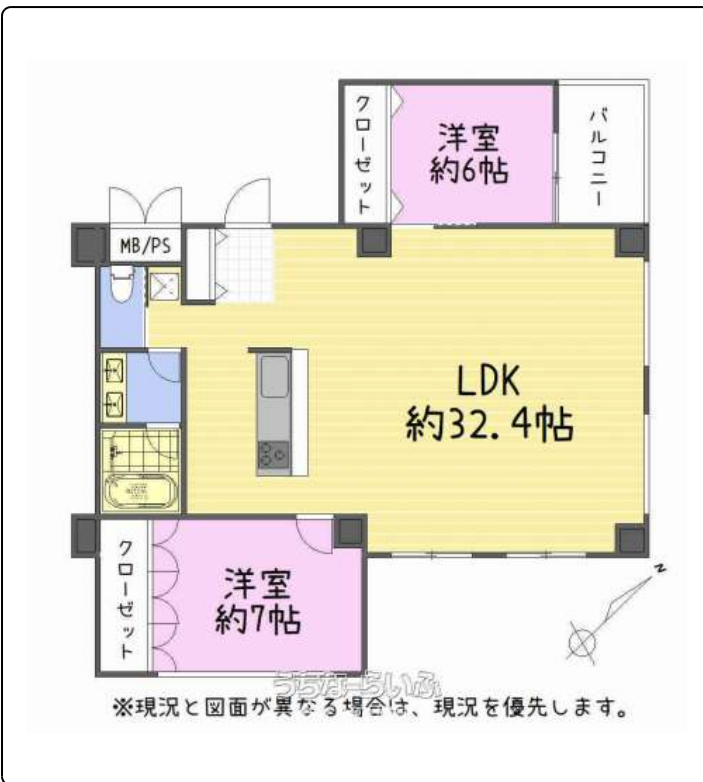 クローゼット
洋室
約6帖
バルコニー
MB/PS
LDK
約32.4帖
クローゼット
洋室
約7帖
N
うちなーらいふ
※現況と図面が異なる場合は、現況を優先します。